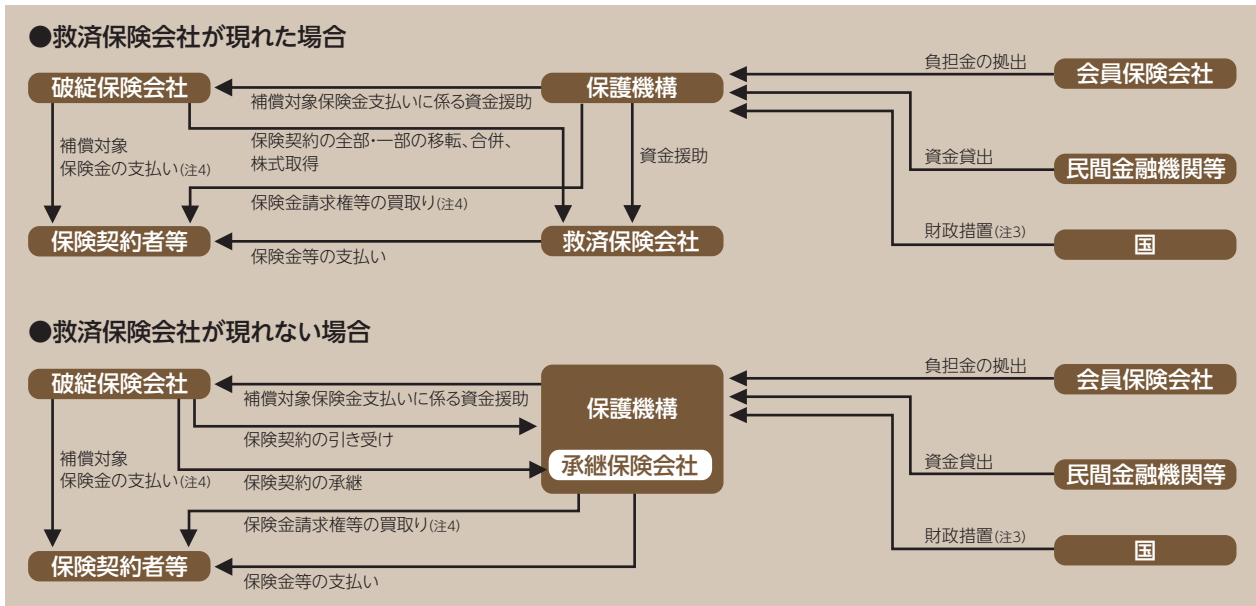 ●救済保険会社が現れた場合
破綻保険会社
保護機構
会員保険会社
負担金の拠出
補償対象保険金支払いに係る資金援助
補償対象
保険金の支払い(注4)
保険契約の全部・一部の移転、合併、
株式取得
資金援助
資金貸出
民間金融機関等
保険金請求権等の買取り(注4)
財政措置(注3)
保険契約者等
救済保険会社
国
保険金等の支払い
●救済保険会社が現れない場合
破綻保険会社
保護機構
会員保険会社
負担金の拠出
補償対象保険金支払いに係る資金援助
保険契約の引き受け
補償対象
保険金の支払い(注4)
承継保険会社
資金貸出
民間金融機関等
保険契約の承継
保険金請求権等の買取り(注4)
財政措置(注3)
保険契約者等
国
保険金等の支払い